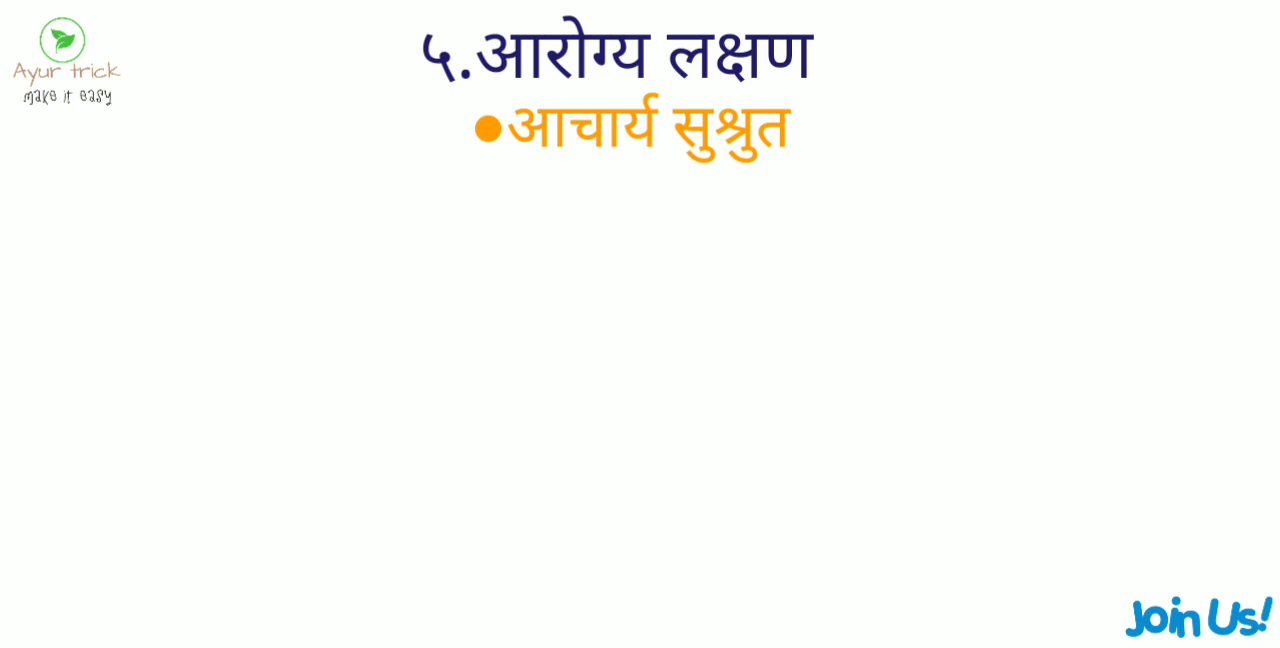 Ayur trick
make it easy
५.आरोग्य लक्षण
●आचार्य सुश्रुत
Join Us!